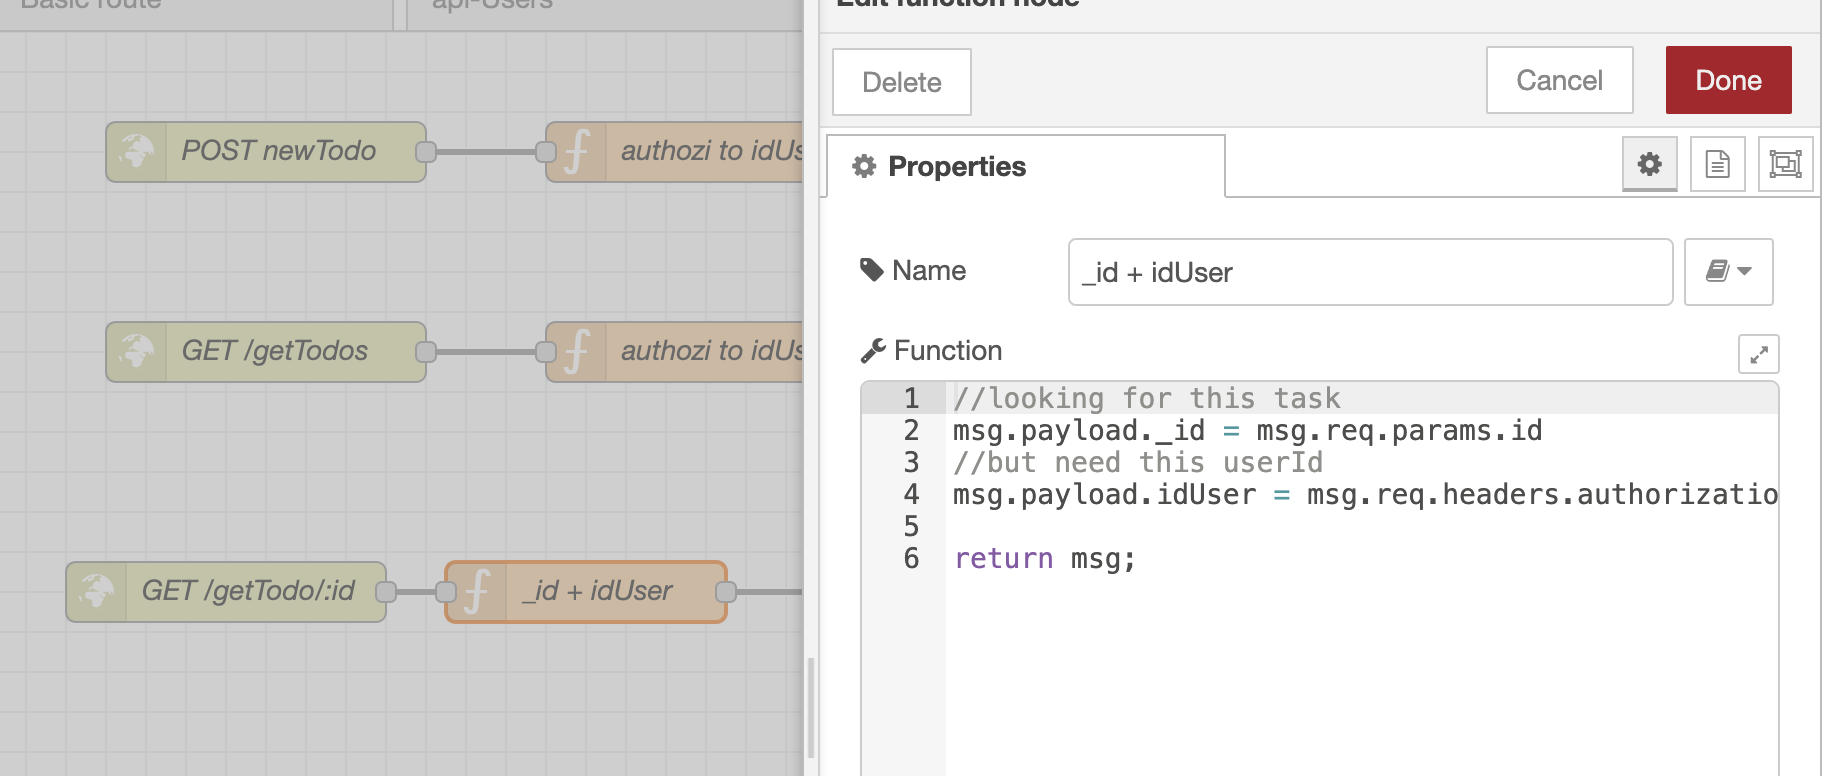 Basic route
api-Users
Edit function node
Delete
Cancel
Done
Properties
Name
_id + idUser
Function
1 //looking for this task
2 msg.payload._id = msg.req.params.id
3 //but need this userId
4 msg.payload.idUser = msg.req.headers.authorizatio
5
6 return msg;
POST newTodo
authozi to idUs
GET /getTodos
authozi to idUs
GET /getTodo/:id
_id + idUser